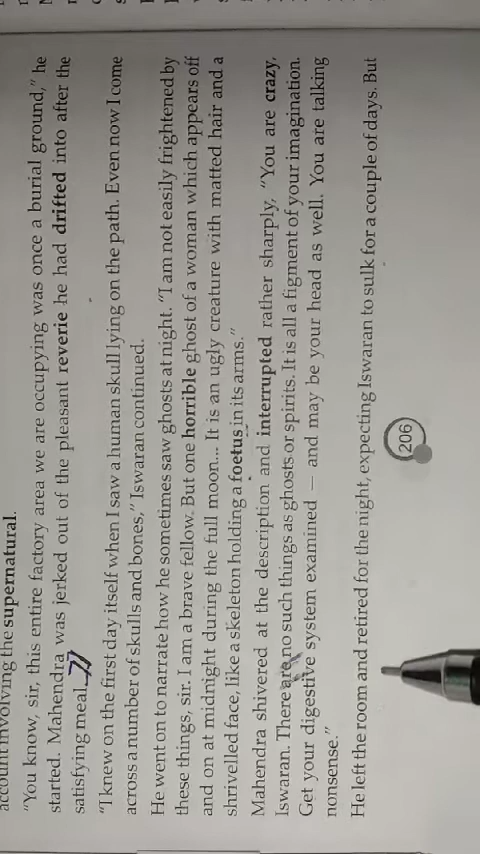 account involving the supernatural.
"You know, sir, this entire factory area we are occupying was once a burial ground," he
started. Mahendra was jerked out of the pleasant reverie he had drifted into after the
satisfying meal.
"I knew on the first day itself when I saw a human skull lying on the path. Even now I come
across a number of skulls and bones," Iswaran continued.
He went on to narrate how he sometimes saw ghosts at night. "I am not easily frightened by
these things, sir. I am a brave fellow. But one horrible ghost of a woman which appears off
and on at midnight during the full moon... It is an ugly creature with matted hair and a
shrivelled face, like a skeleton holding a foetus in its arms."
Mahendra shivered at the description and interrupted rather sharply, "You are crazy,
Iswaran. There are no such things as ghosts or spirits. It is all a figment of your imagination.
Get your digestive system examined — and may be your head as well. You are talking
nonsense."
He left the room and retired for the night, expecting Iswaran to sulk for a couple of days. But
206